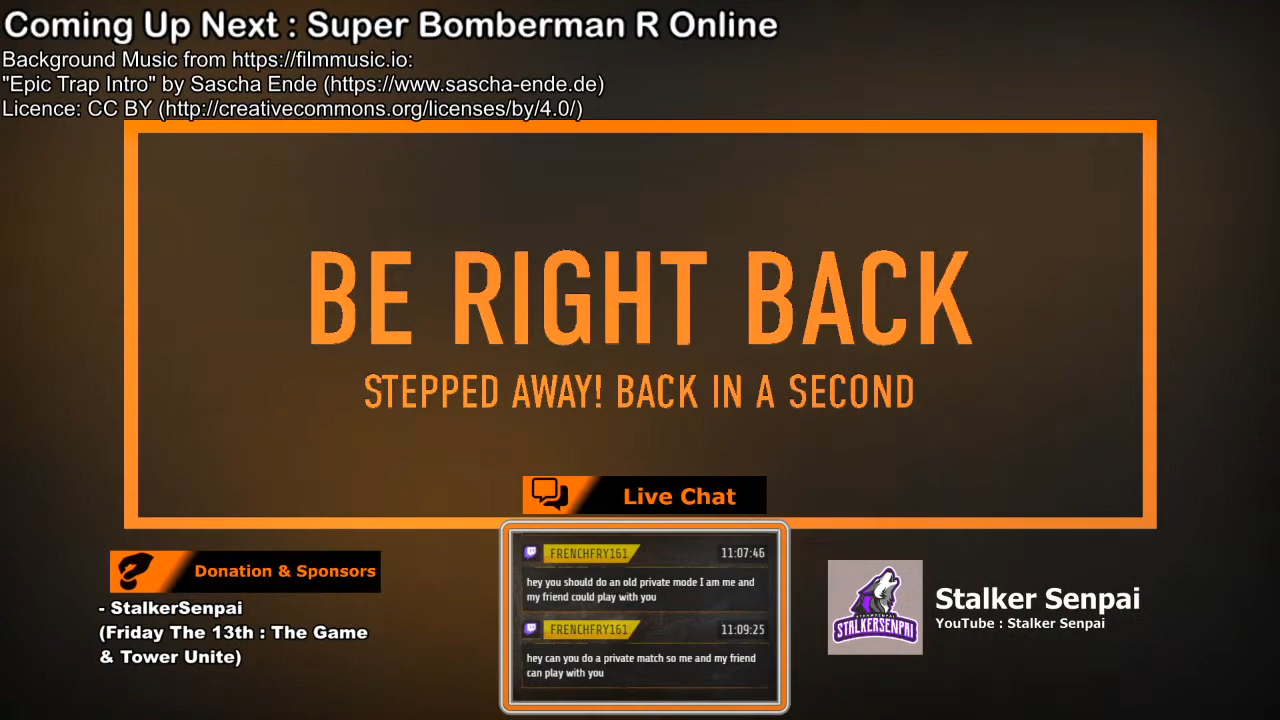 Coming Up Next : Super Bomberman R Online
Background Music from https://filmmusic.io:
"Epic Trap Intro" by Sascha Ende (https://www.sascha-ende.de)
Licence: CC BY (http://creativecommons.org/licenses/by/4.0/)
BE RIGHT BACK
STEPPED AWAY! BACK IN A SECOND
Live Chat
FRENCHFRY161 11:07:46
hey you should do an old private mode I am me and
my friend could play with you
FRENCHFRY161 11:09:25
hey can you do a private match so me and my friend
can play with you
Donation & Sponsors
- StalkerSenpai
(Friday The 13th : The Game
& Tower Unite)
STALKERSENPAI
Stalker Senpai
YouTube : Stalker Senpai